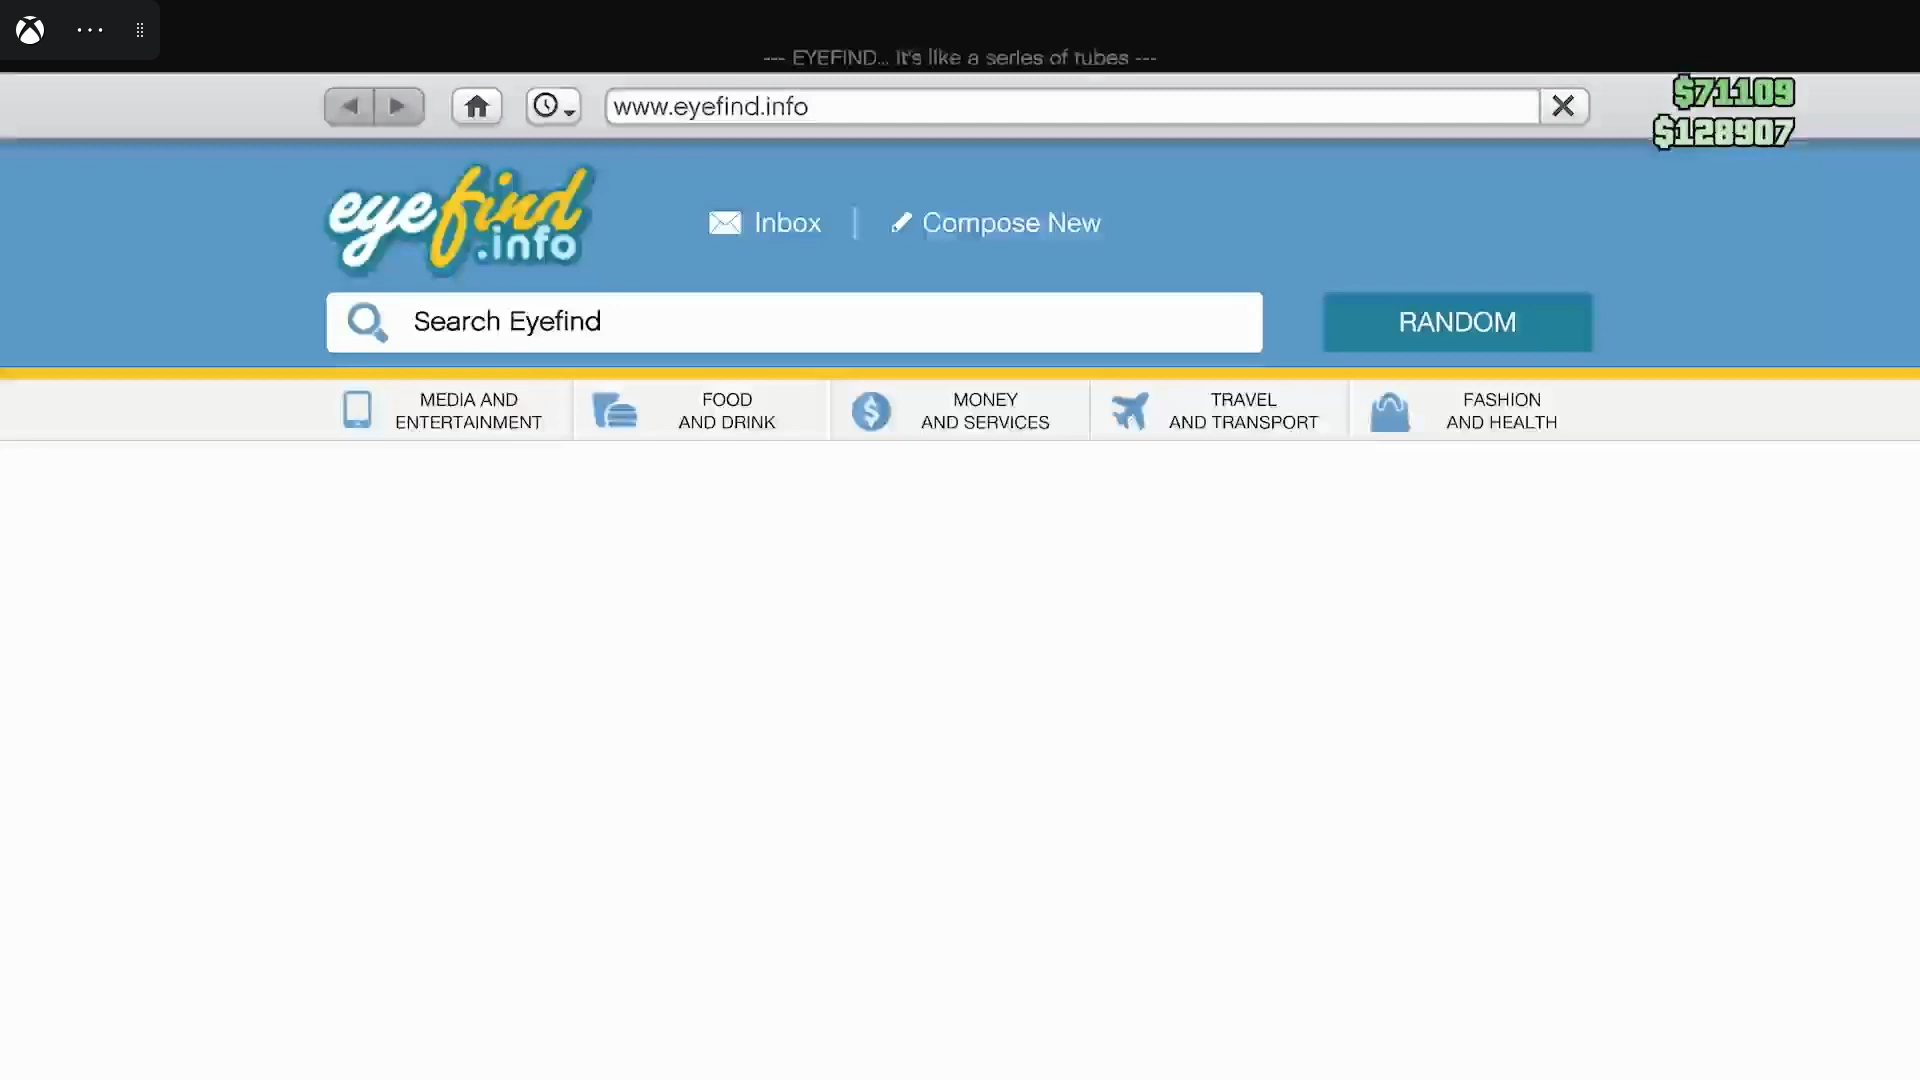 --- EYEFIND... It's like a series of tubes ---
www.eyefind.info
$71109
$128907
eyefind.info
Inbox
Compose New
Search Eyefind
RANDOM
MEDIA AND
ENTERTAINMENT
FOOD
AND DRINK
MONEY
AND SERVICES
TRAVEL
AND TRANSPORT
FASHION
AND HEALTH